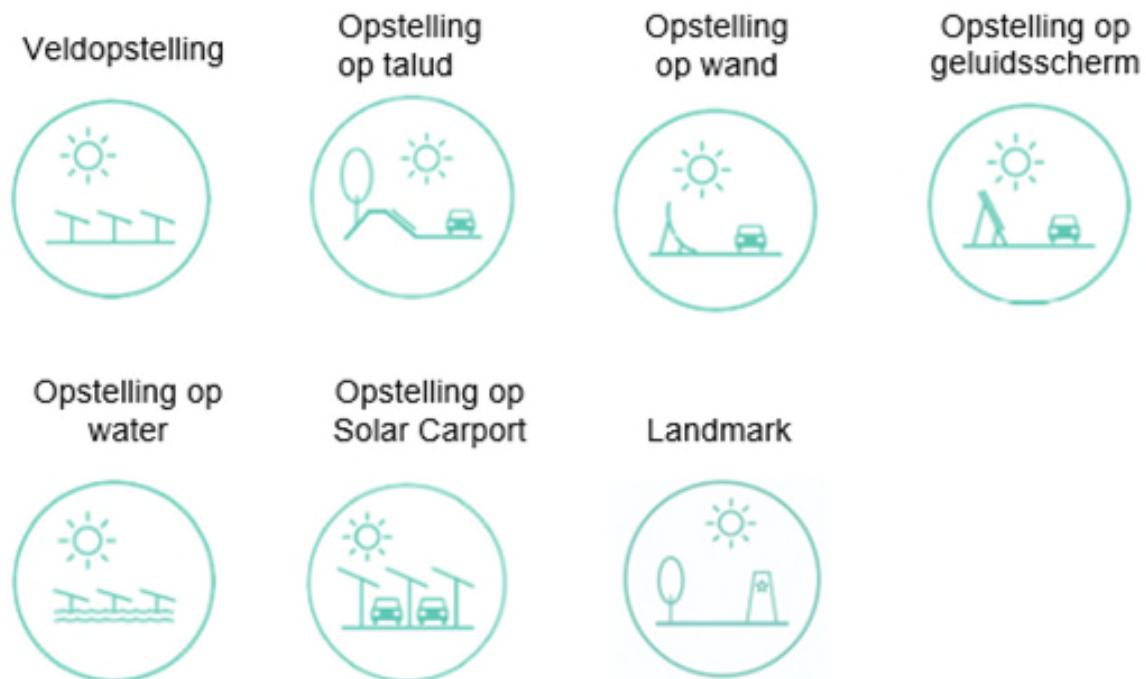 Veldopstelling
Opstelling
op talud
Opstelling
op wand
Opstelling op
geluidsscherm
Opstelling op
water
Opstelling op
Solar Carport
Landmark